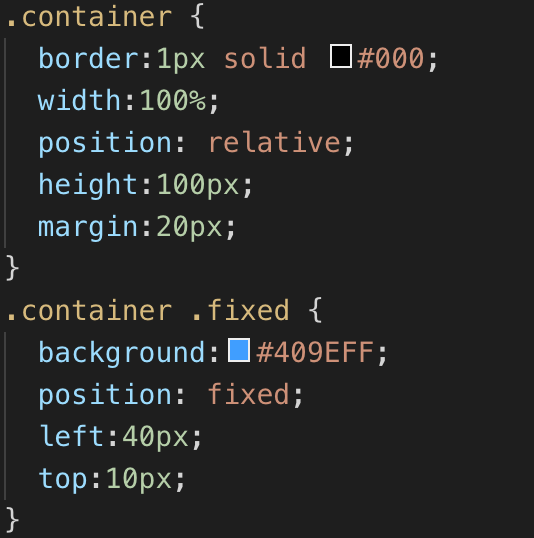 .container {
  border:1px solid #000;
  width:100%;
  position: relative;
  height:100px;
  margin:20px;
}
.container .fixed {
  background:#409EFF;
  position: fixed;
  left:40px;
  top:10px;
}